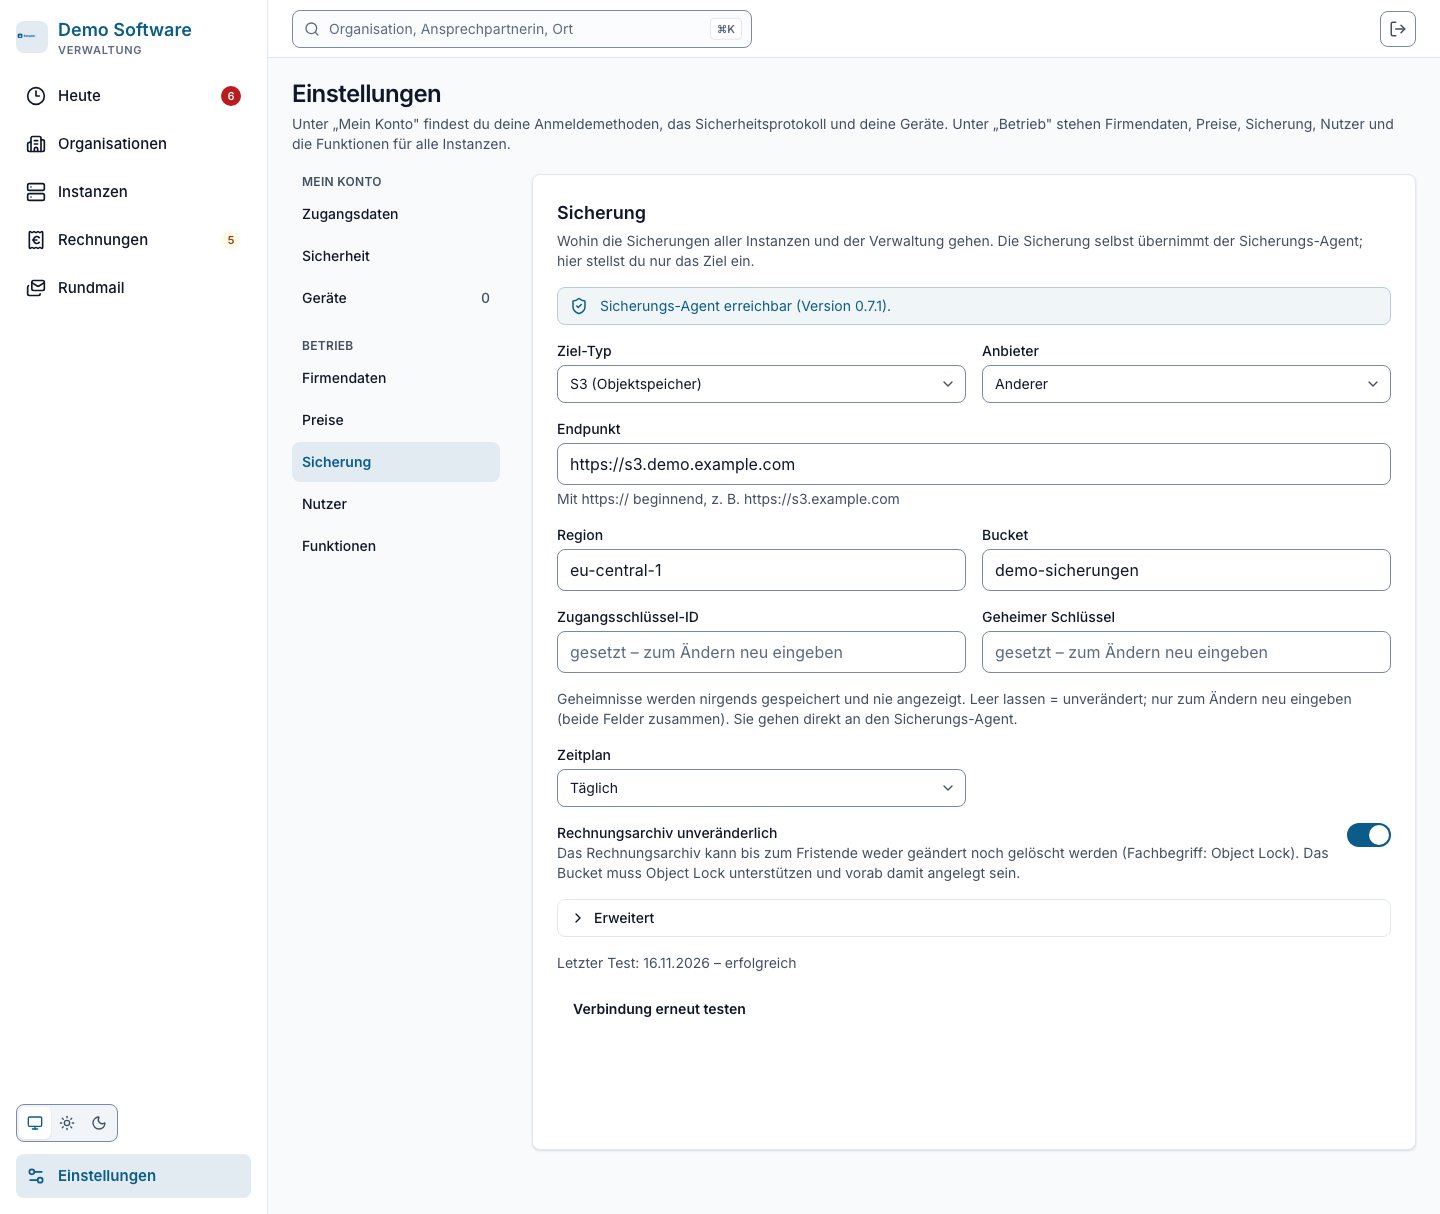 Demo Software
VERWALTUNG
Heute 6
Organisationen
Instanzen
Rechnungen 5
Rundmail
Einstellungen
Organisation, Ansprechpartnerin, Ort ⌘K
Einstellungen
Unter „Mein Konto" findest du deine Anmeldemethoden, das Sicherheitsprotokoll und deine Geräte. Unter „Betrieb" stehen Firmendaten, Preise, Sicherung, Nutzer und
die Funktionen für alle Instanzen.
MEIN KONTO
Zugangsdaten
Sicherheit
Geräte 0
BETRIEB
Firmendaten
Preise
Sicherung
Nutzer
Funktionen
Sicherung
Wohin die Sicherungen aller Instanzen und der Verwaltung gehen. Die Sicherung selbst übernimmt der Sicherungs-Agent;
hier stellst du nur das Ziel ein.
Sicherungs-Agent erreichbar (Version 0.7.1).
Ziel-Typ Anbieter
S3 (Objektspeicher) Anderer
Endpunkt
https://s3.demo.example.com
Mit https:// beginnend, z. B. https://s3.example.com
Region Bucket
eu-central-1 demo-sicherungen
Zugangsschlüssel-ID Geheimer Schlüssel
gesetzt – zum Ändern neu eingeben gesetzt – zum Ändern neu eingeben
Geheimnisse werden nirgends gespeichert und nie angezeigt. Leer lassen = unverändert; nur zum Ändern neu eingeben
(beide Felder zusammen). Sie gehen direkt an den Sicherungs-Agent.
Zeitplan
Täglich
Rechnungsarchiv unveränderlich
Das Rechnungsarchiv kann bis zum Fristende weder geändert noch gelöscht werden (Fachbegriff: Object Lock). Das
Bucket muss Object Lock unterstützen und vorab damit angelegt sein.
Erweitert
Letzter Test: 16.11.2026 – erfolgreich
Verbindung erneut testen